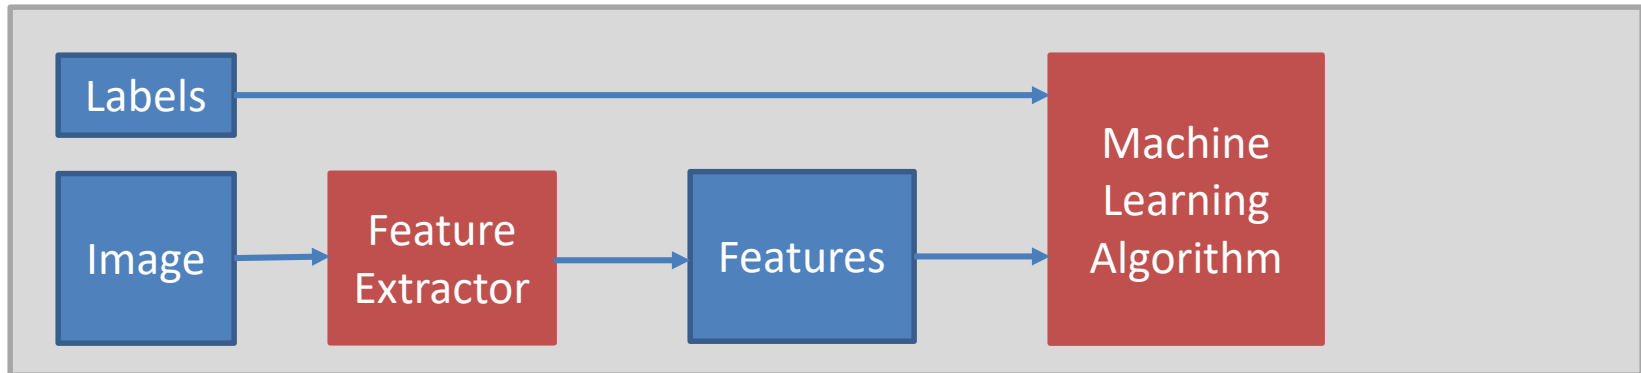 Labels
Image
Feature
Extractor
Features
Machine
Learning
Algorithm